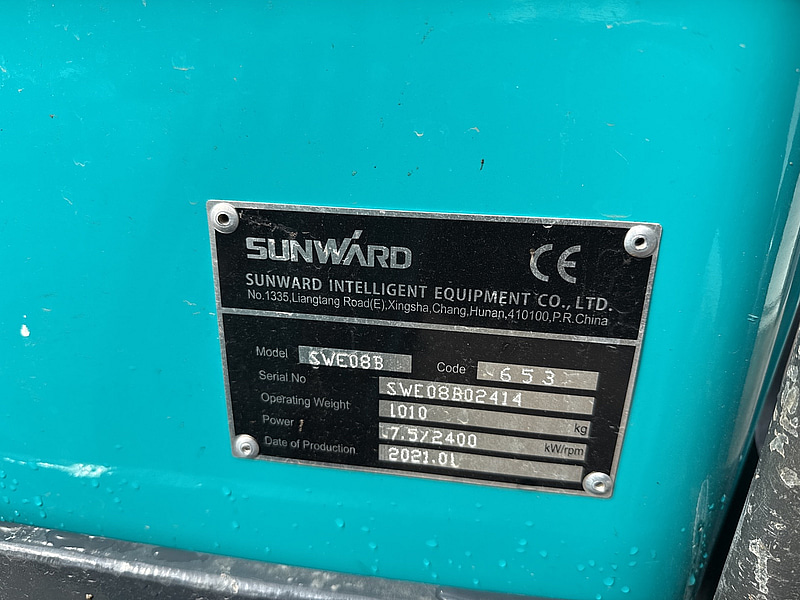 SUNWARD
CE
SUNWARD INTELLIGENT EQUIPMENT CO., LTD.
No.1335,Liangtang Road(E),Xingsha,Chang,Hunan,410100,P.R.China
Model SWE08B Code 653
Serial No SWE08B02414
Operating Weight 1010 kg
Power 7.5/2400 kW/rpm
Date of Production 2021.01